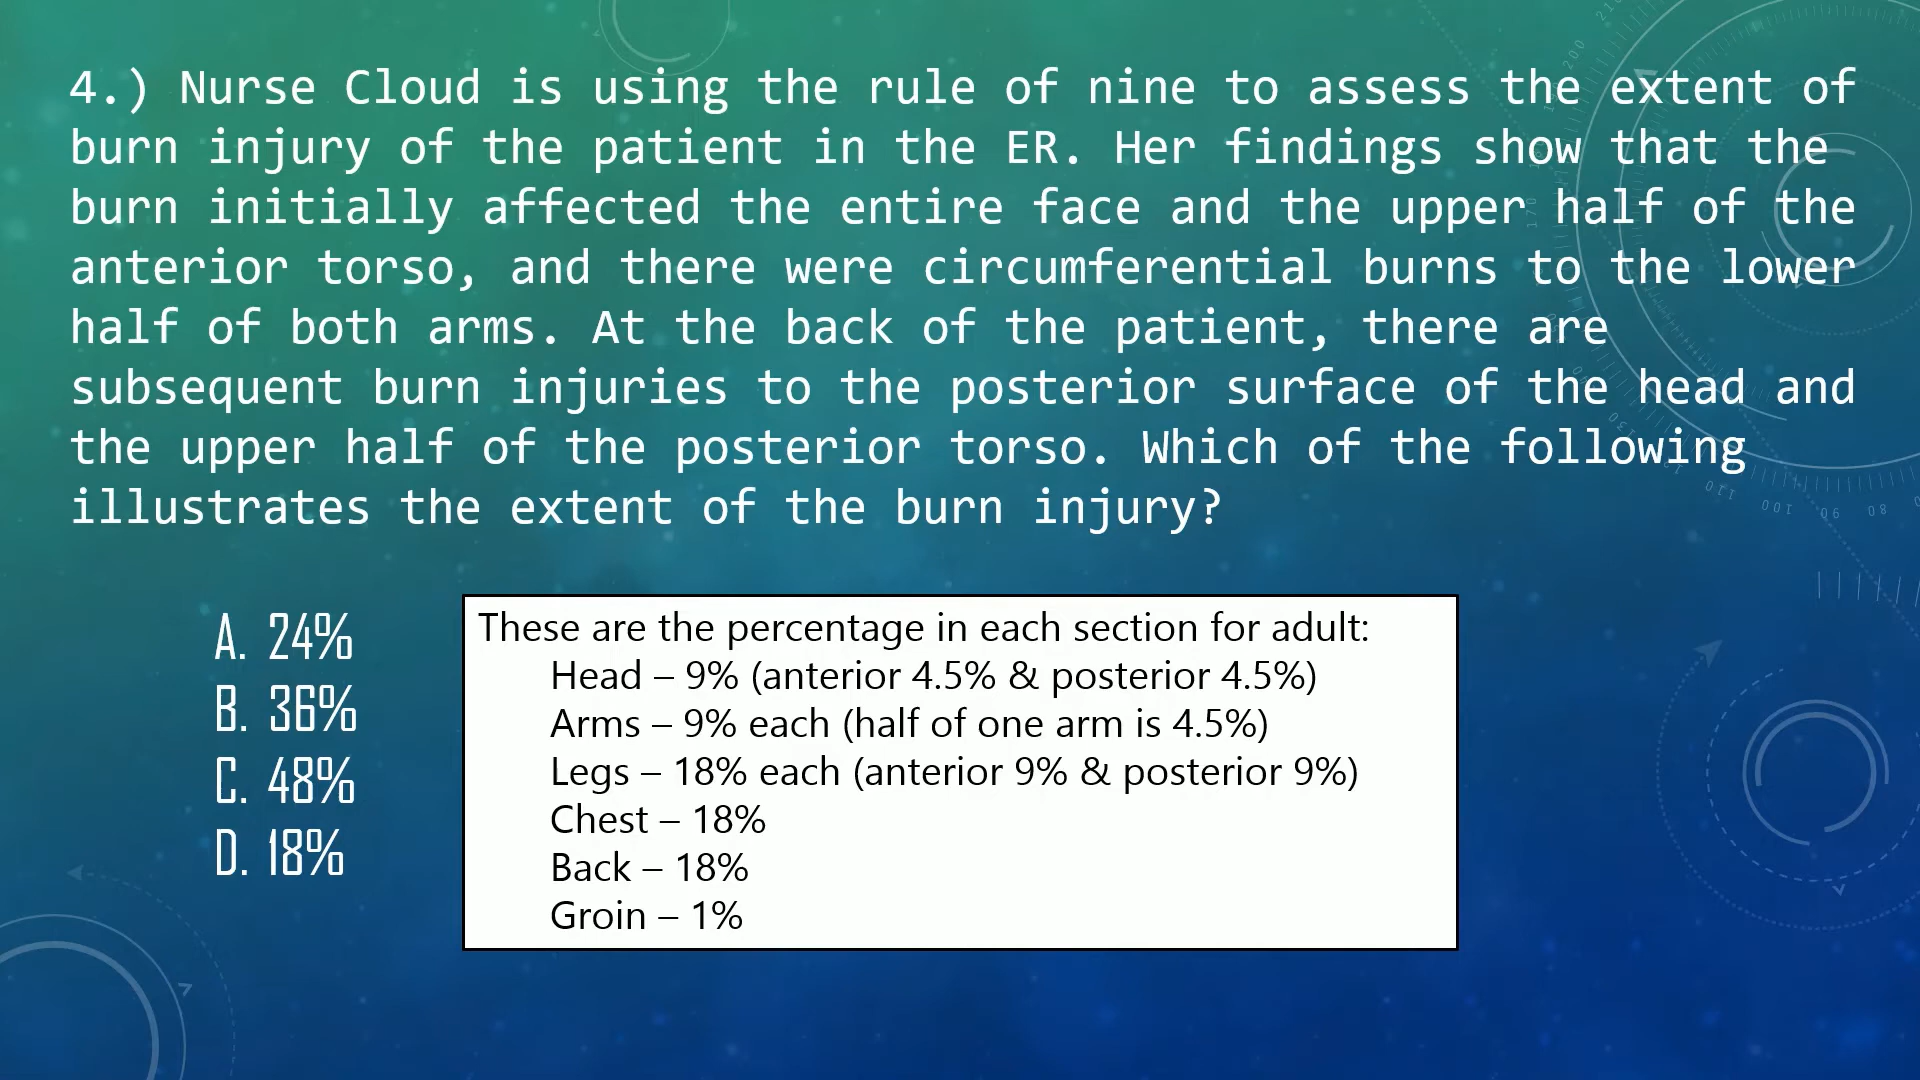 4.) Nurse Cloud is using the rule of nine to assess the extent of
burn injury of the patient in the ER. Her findings show that the
burn initially affected the entire face and the upper half of the
anterior torso, and there were circumferential burns to the lower
half of both arms. At the back of the patient, there are
subsequent burn injuries to the posterior surface of the head and
the upper half of the posterior torso. Which of the following
illustrates the extent of the burn injury?
A. 24%
B. 36%
C. 48%
D. 18%
These are the percentage in each section for adult:
Head – 9% (anterior 4.5% & posterior 4.5%)
Arms – 9% each (half of one arm is 4.5%)
Legs – 18% each (anterior 9% & posterior 9%)
Chest – 18%
Back – 18%
Groin – 1%